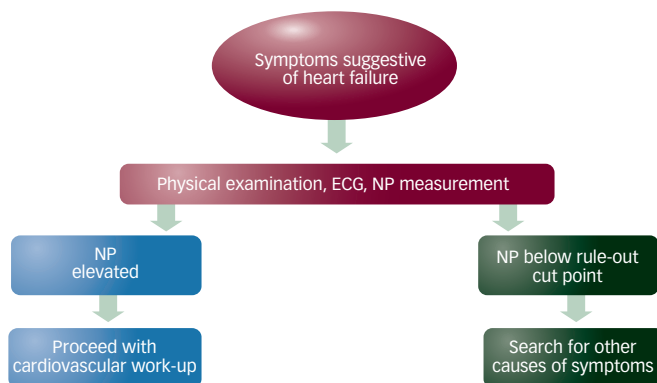 Symptoms suggestive
of heart failure
Physical examination, ECG, NP measurement
NP
elevated
NP below rule-out
cut point
Proceed with
cardiovascular work-up
Search for other
causes of symptoms